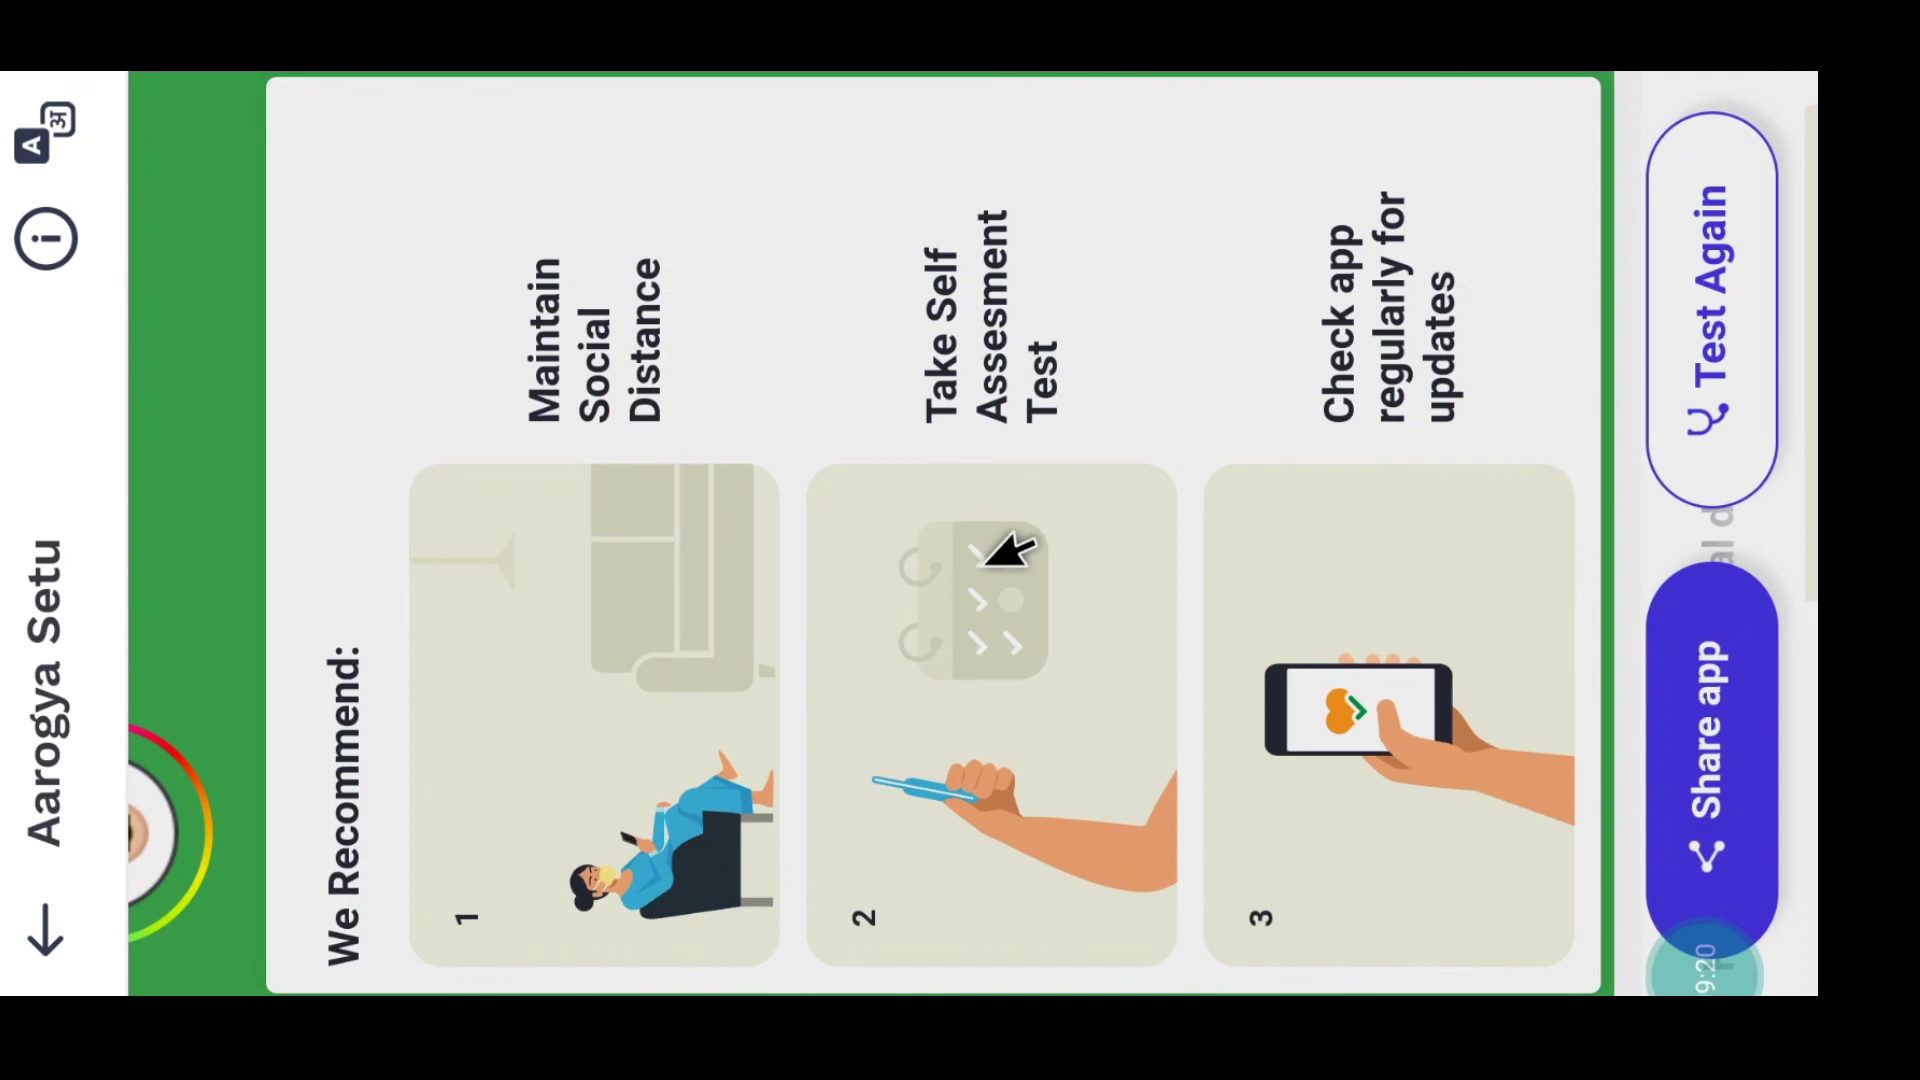 Aarogya Setu
A अ
We Recommend:
1
Maintain
Social
Distance
2
Take Self
Assesment
Test
3
Check app
regularly for
updates
Share app
Test Again
al d
9:20